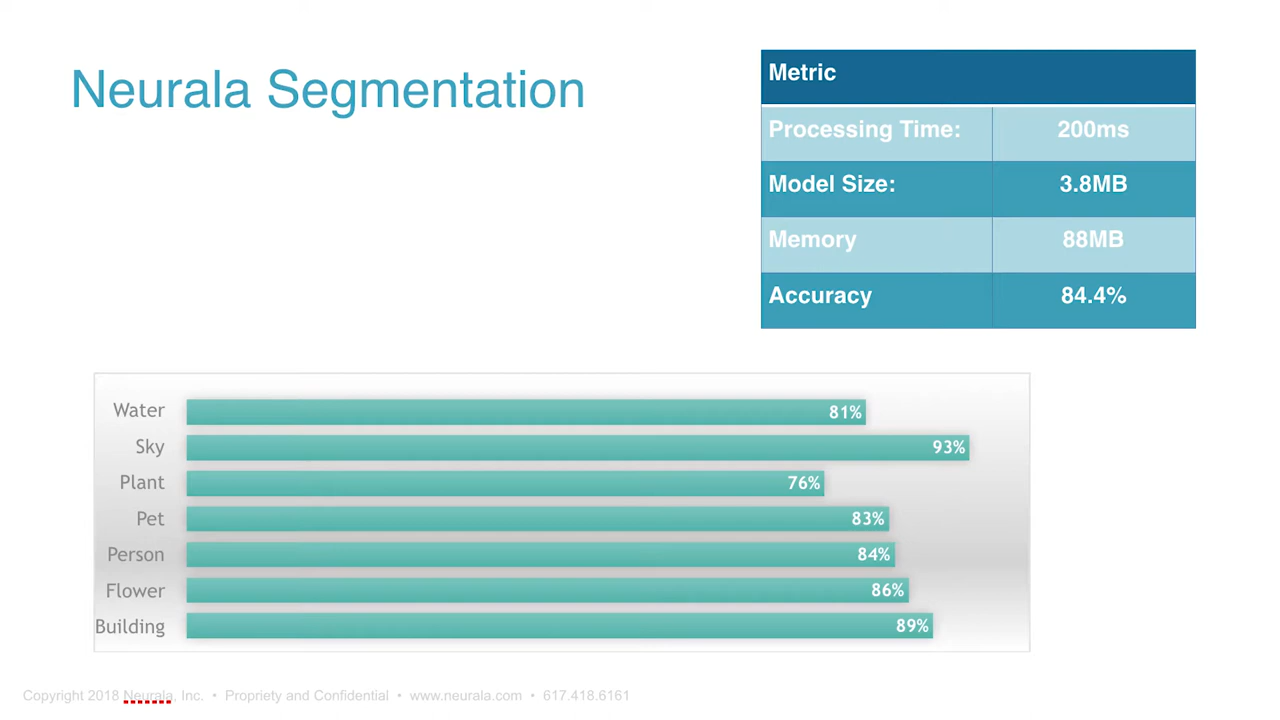 Neurala Segmentation
Metric
Processing Time: 200ms
Model Size: 3.8MB
Memory 88MB
Accuracy 84.4%
Water 81%
Sky 93%
Plant 76%
Pet 83%
Person 84%
Flower 86%
Building 89%
Copyright 2018 Neurala, Inc. • Propriety and Confidential • www.neurala.com • 617.418.6161